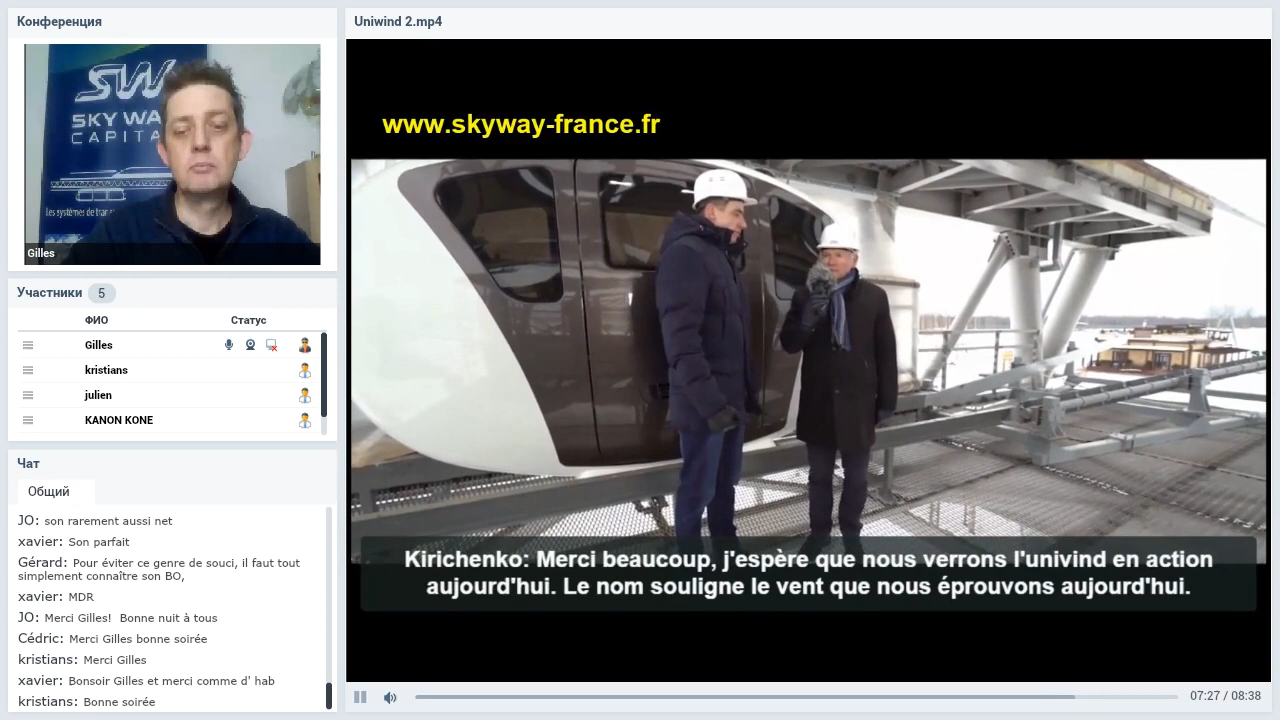 Конференция
SW
SKY WA
CAPITA
Les systèmes de tran
Gilles
Участники 5
ФИО Статус
Gilles
kristians
julien
KANON KONE
Чат
Общий
JO: son rarement aussi net
xavier: Son parfait
Gérard: Pour éviter ce genre de souci, il faut tout
simplement connaître son BO,
xavier: MDR
JO: Merci Gilles! Bonne nuit à tous
Cédric: Merci Gilles bonne soirée
kristians: Merci Gilles
xavier: Bonsoir Gilles et merci comme d' hab
kristians: Bonne soirée
Uniwind 2.mp4
www.skyway-france.fr
Kirichenko: Merci beaucoup, j'espère que nous verrons l'univind en action
aujourd'hui. Le nom souligne le vent que nous éprouvons aujourd'hui.
07:27 / 08:38